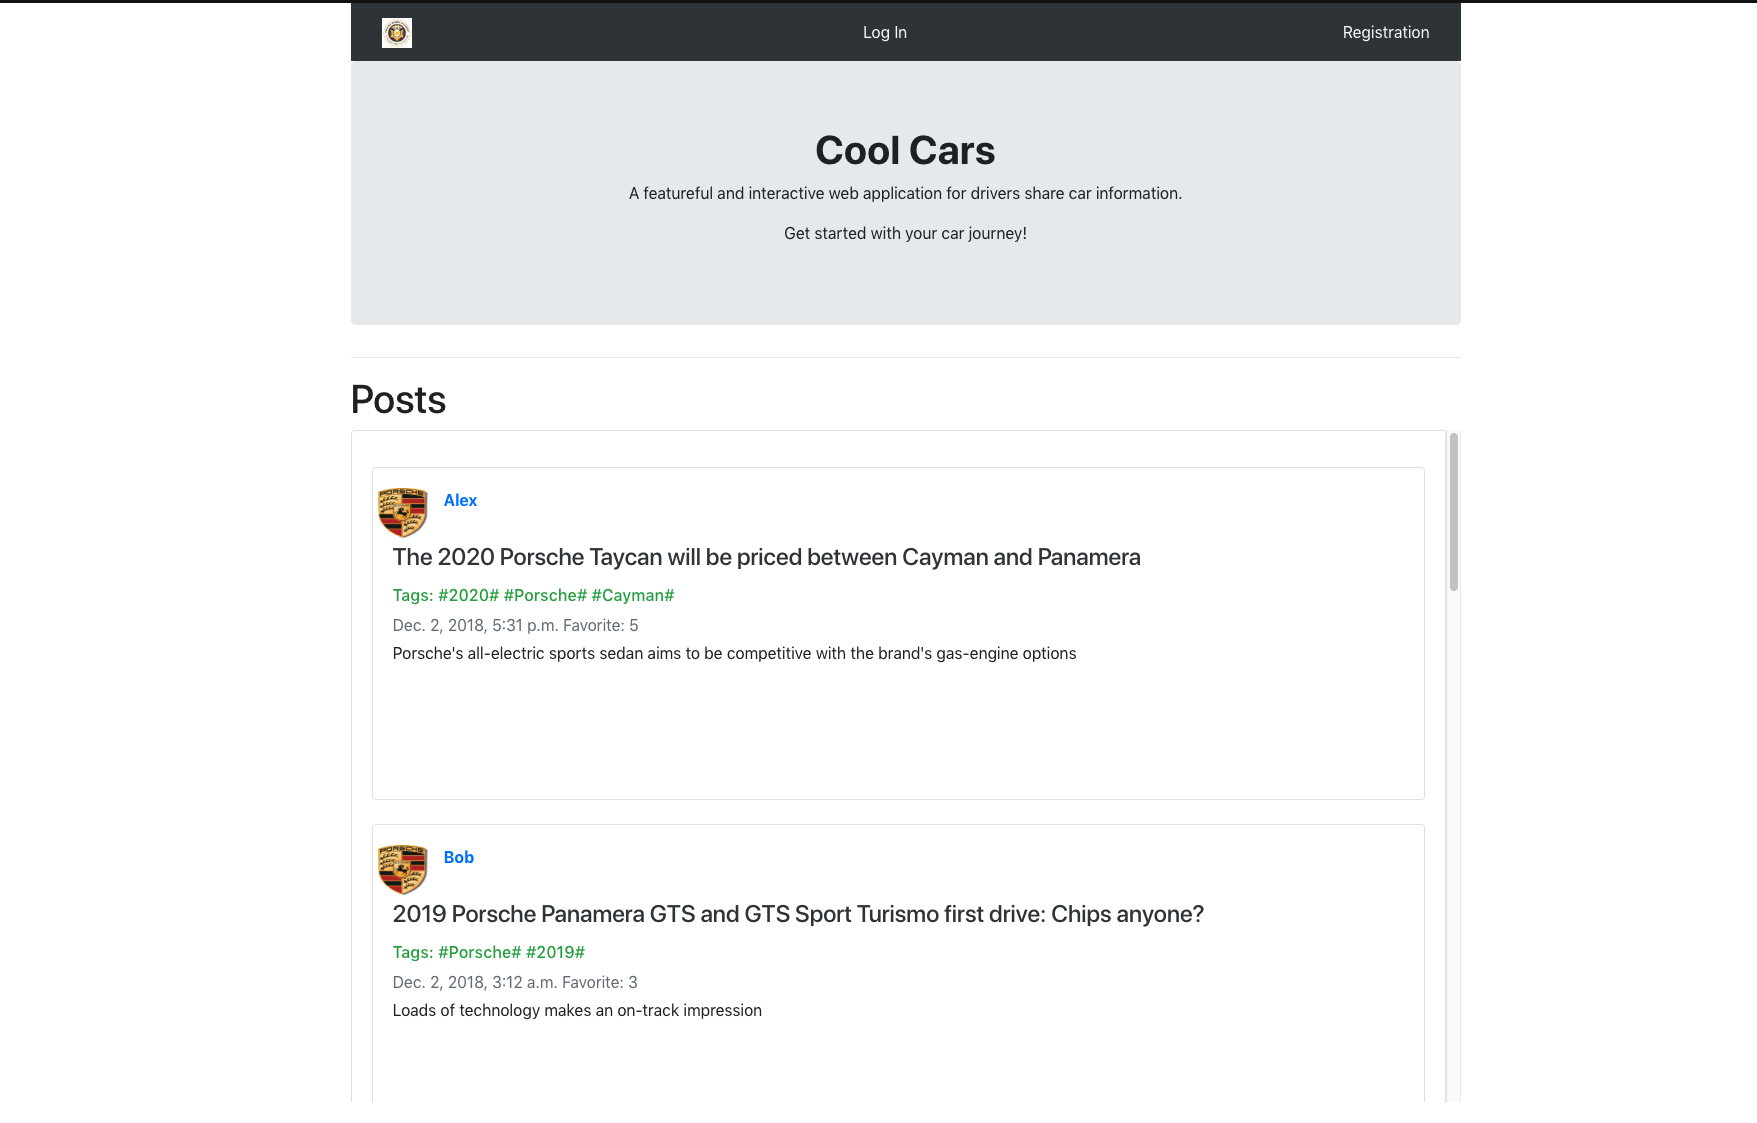 Log In
Registration
Cool Cars
A featureful and interactive web application for drivers share car information.
Get started with your car journey!
Posts
PORSCHE
Alex
The 2020 Porsche Taycan will be priced between Cayman and Panamera
Tags: #2020# #Porsche# #Cayman#
Dec. 2, 2018, 5:31 p.m. Favorite: 5
Porsche's all-electric sports sedan aims to be competitive with the brand's gas-engine options
PORSCHE
Bob
2019 Porsche Panamera GTS and GTS Sport Turismo first drive: Chips anyone?
Tags: #Porsche# #2019#
Dec. 2, 2018, 3:12 a.m. Favorite: 3
Loads of technology makes an on-track impression